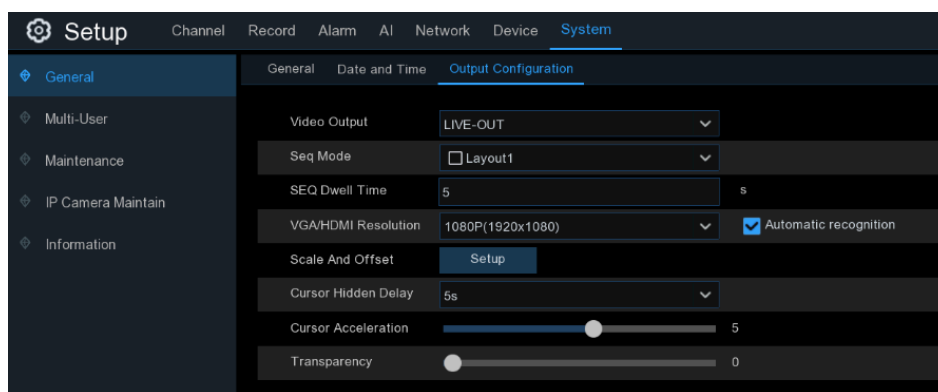 Setup Channel Record Alarm AI Network Device System
General
Multi-User
Maintenance
IP Camera Maintain
Information
General Date and Time Output Configuration
Video Output LIVE-OUT
Seq Mode Layout1
SEQ Dwell Time 5 s
VGA/HDMI Resolution 1080P(1920x1080) Automatic recognition
Scale And Offset Setup
Cursor Hidden Delay 5s
Cursor Acceleration 5
Transparency 0